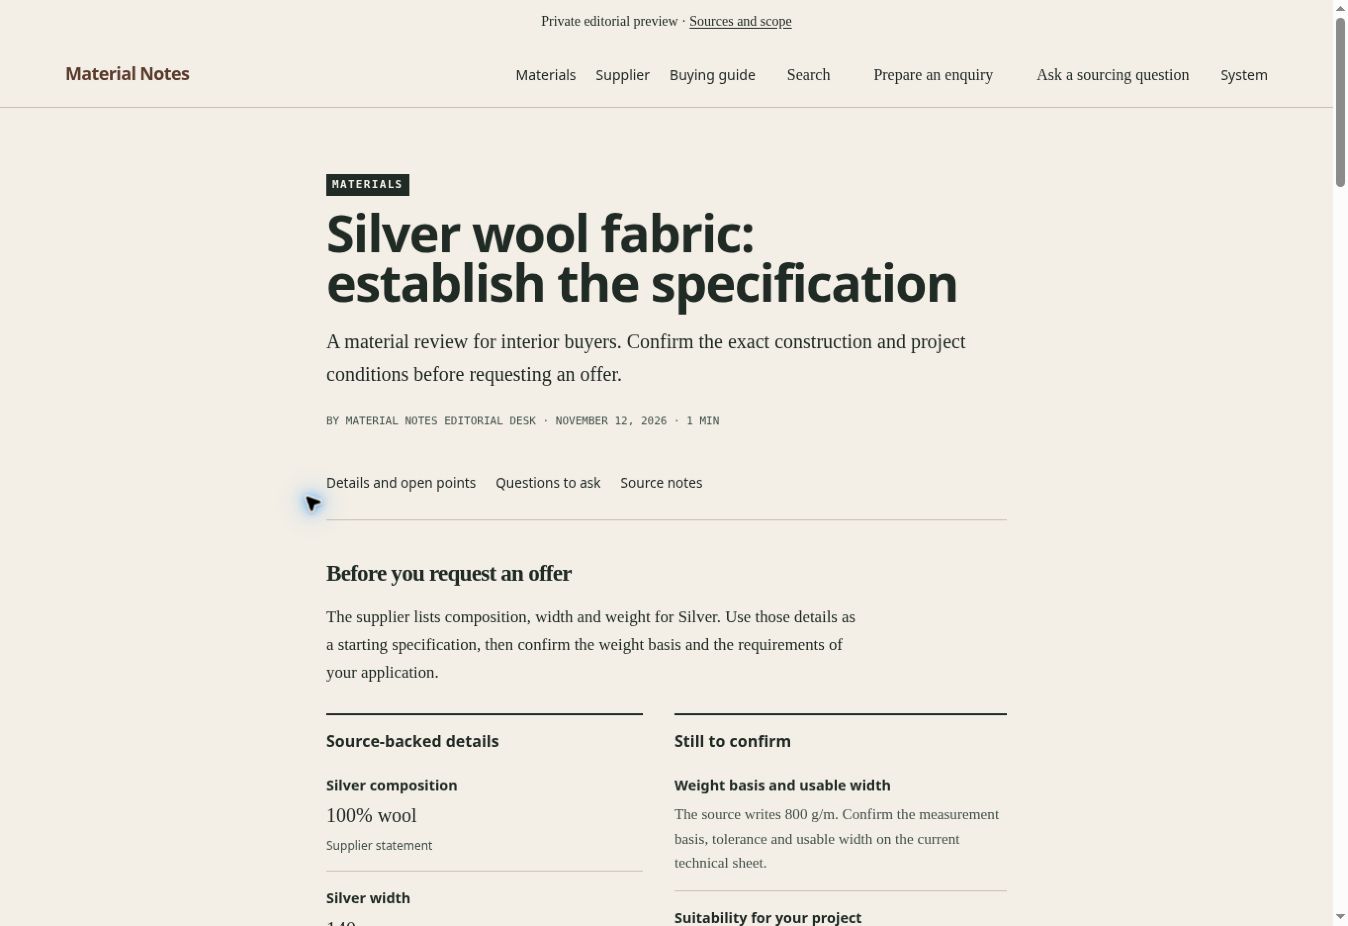 Private editorial preview · Sources and scope
Material Notes
Materials Supplier Buying guide Search Prepare an enquiry Ask a sourcing question System
MATERIALS
Silver wool fabric:
establish the specification
A material review for interior buyers. Confirm the exact construction and project
conditions before requesting an offer.
BY MATERIAL NOTES EDITORIAL DESK · NOVEMBER 12, 2026 · 1 MIN
Details and open points Questions to ask Source notes
Before you request an offer
The supplier lists composition, width and weight for Silver. Use those details as
a starting specification, then confirm the weight basis and the requirements of
your application.
Source-backed details
Silver composition
100% wool
Supplier statement
Silver width
Still to confirm
Weight basis and usable width
The source writes 800 g/m. Confirm the measurement
basis, tolerance and usable width on the current
technical sheet.
Suitability for your project